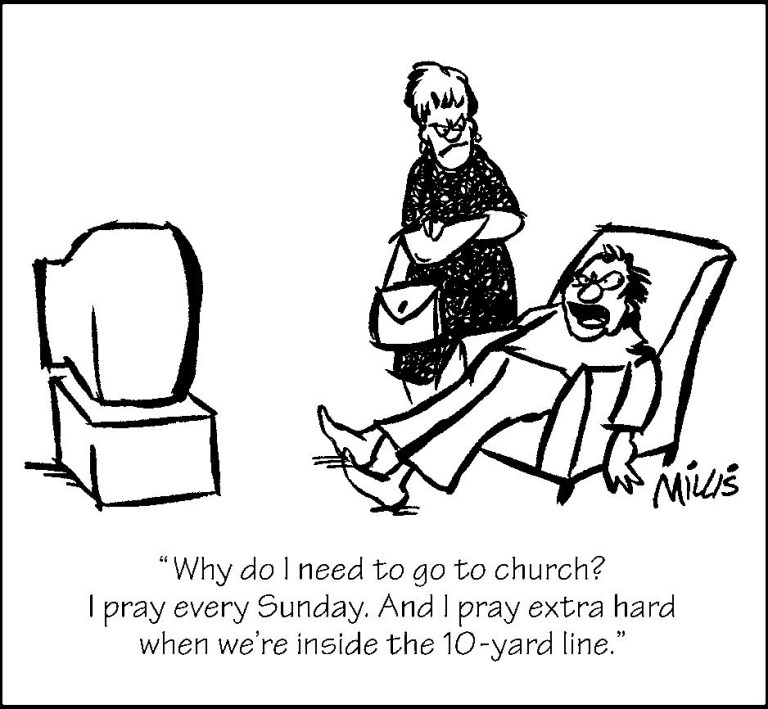 Millis
“Why do I need to go to church?
I pray every Sunday. And I pray extra hard
when we’re inside the 10-yard line.”